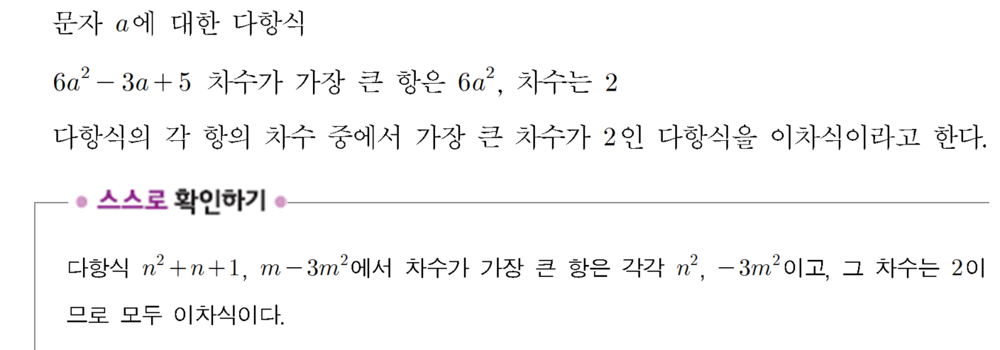 문자 a에 대한 다항식
6a² − 3a + 5 차수가 가장 큰 항은 6a², 차수는 2
다항식의 각 항의 차수 중에서 가장 큰 차수가 2인 다항식을 이차식이라고 한다.
스스로 확인하기
다항식 n² + n + 1, m − 3m²에서 차수가 가장 큰 항은 각각 n², −3m²이고, 그 차수는 2이
므로 모두 이차식이다.